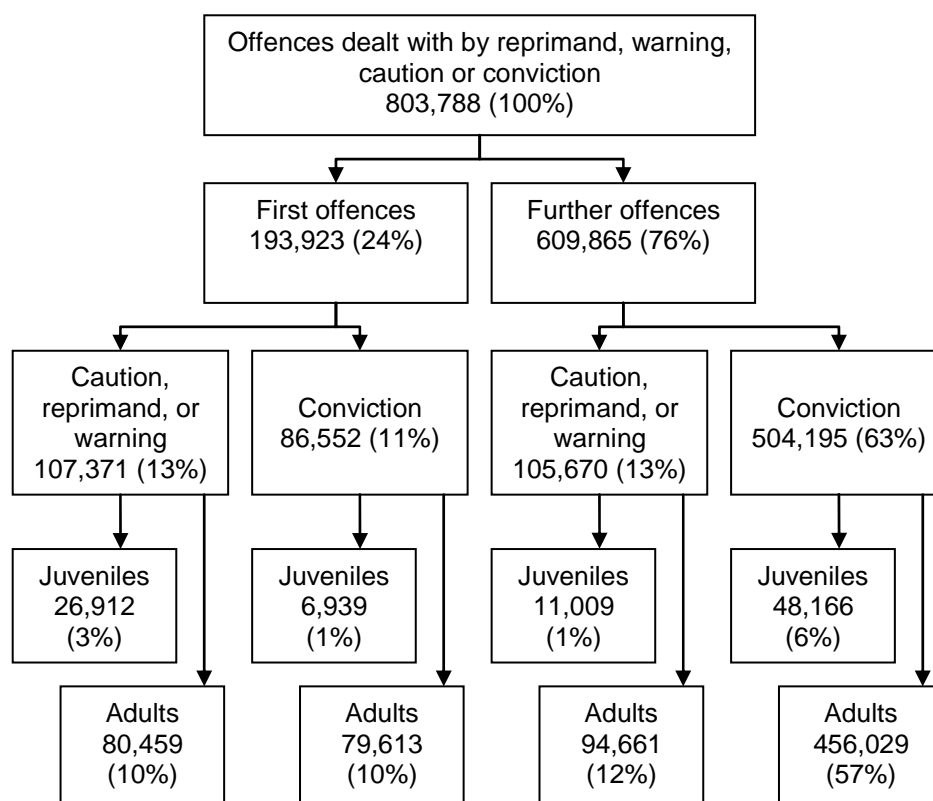 Offences dealt with by reprimand, warning,
caution or conviction
803,788 (100%)
First offences
193,923 (24%)
Further offences
609,865 (76%)
Caution,
reprimand, or
warning
107,371 (13%)
Conviction
86,552 (11%)
Caution,
reprimand, or
warning
105,670 (13%)
Conviction
504,195 (63%)
Juveniles
26,912
(3%)
Juveniles
6,939
(1%)
Juveniles
11,009
(1%)
Juveniles
48,166
(6%)
Adults
80,459
(10%)
Adults
79,613
(10%)
Adults
94,661
(12%)
Adults
456,029
(57%)